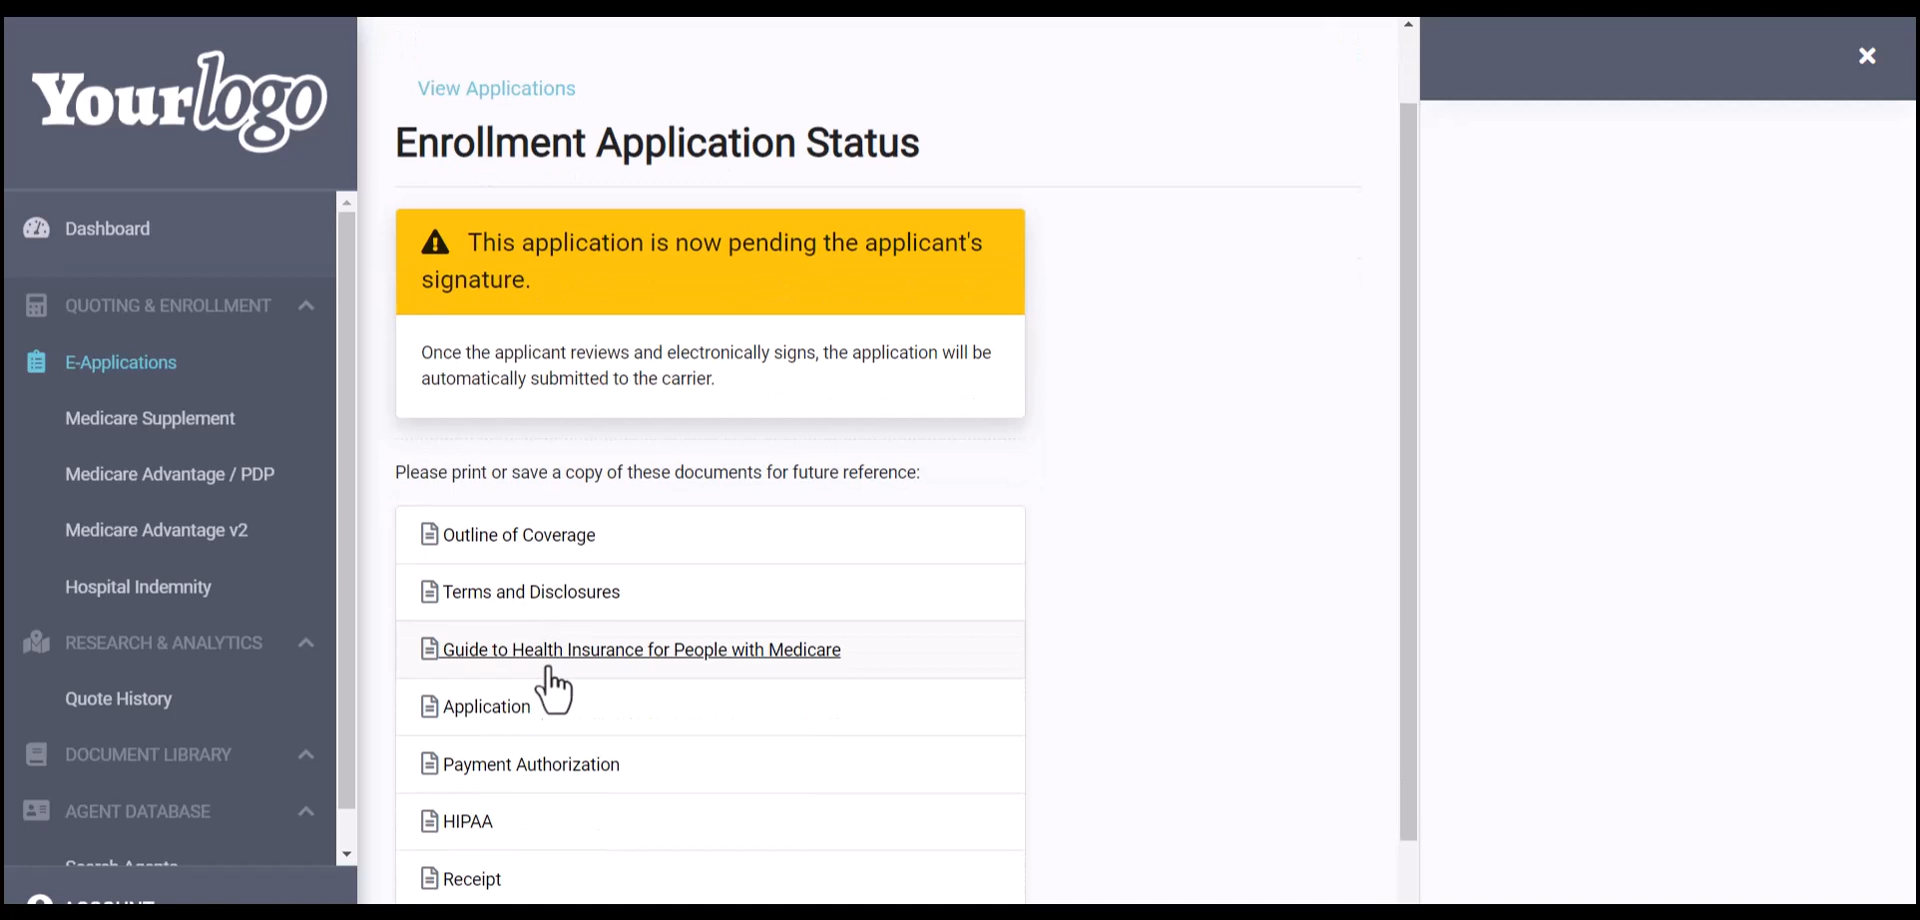 Yourlogo
Dashboard
QUOTING & ENROLLMENT
E-Applications
Medicare Supplement
Medicare Advantage / PDP
Medicare Advantage v2
Hospital Indemnity
RESEARCH & ANALYTICS
Quote History
DOCUMENT LIBRARY
AGENT DATABASE
Search Agents
ACCOUNT
View Applications
Enrollment Application Status
This application is now pending the applicant's
signature.
Once the applicant reviews and electronically signs, the application will be
automatically submitted to the carrier.
Please print or save a copy of these documents for future reference:
Outline of Coverage
Terms and Disclosures
Guide to Health Insurance for People with Medicare
Application
Payment Authorization
HIPAA
Receipt